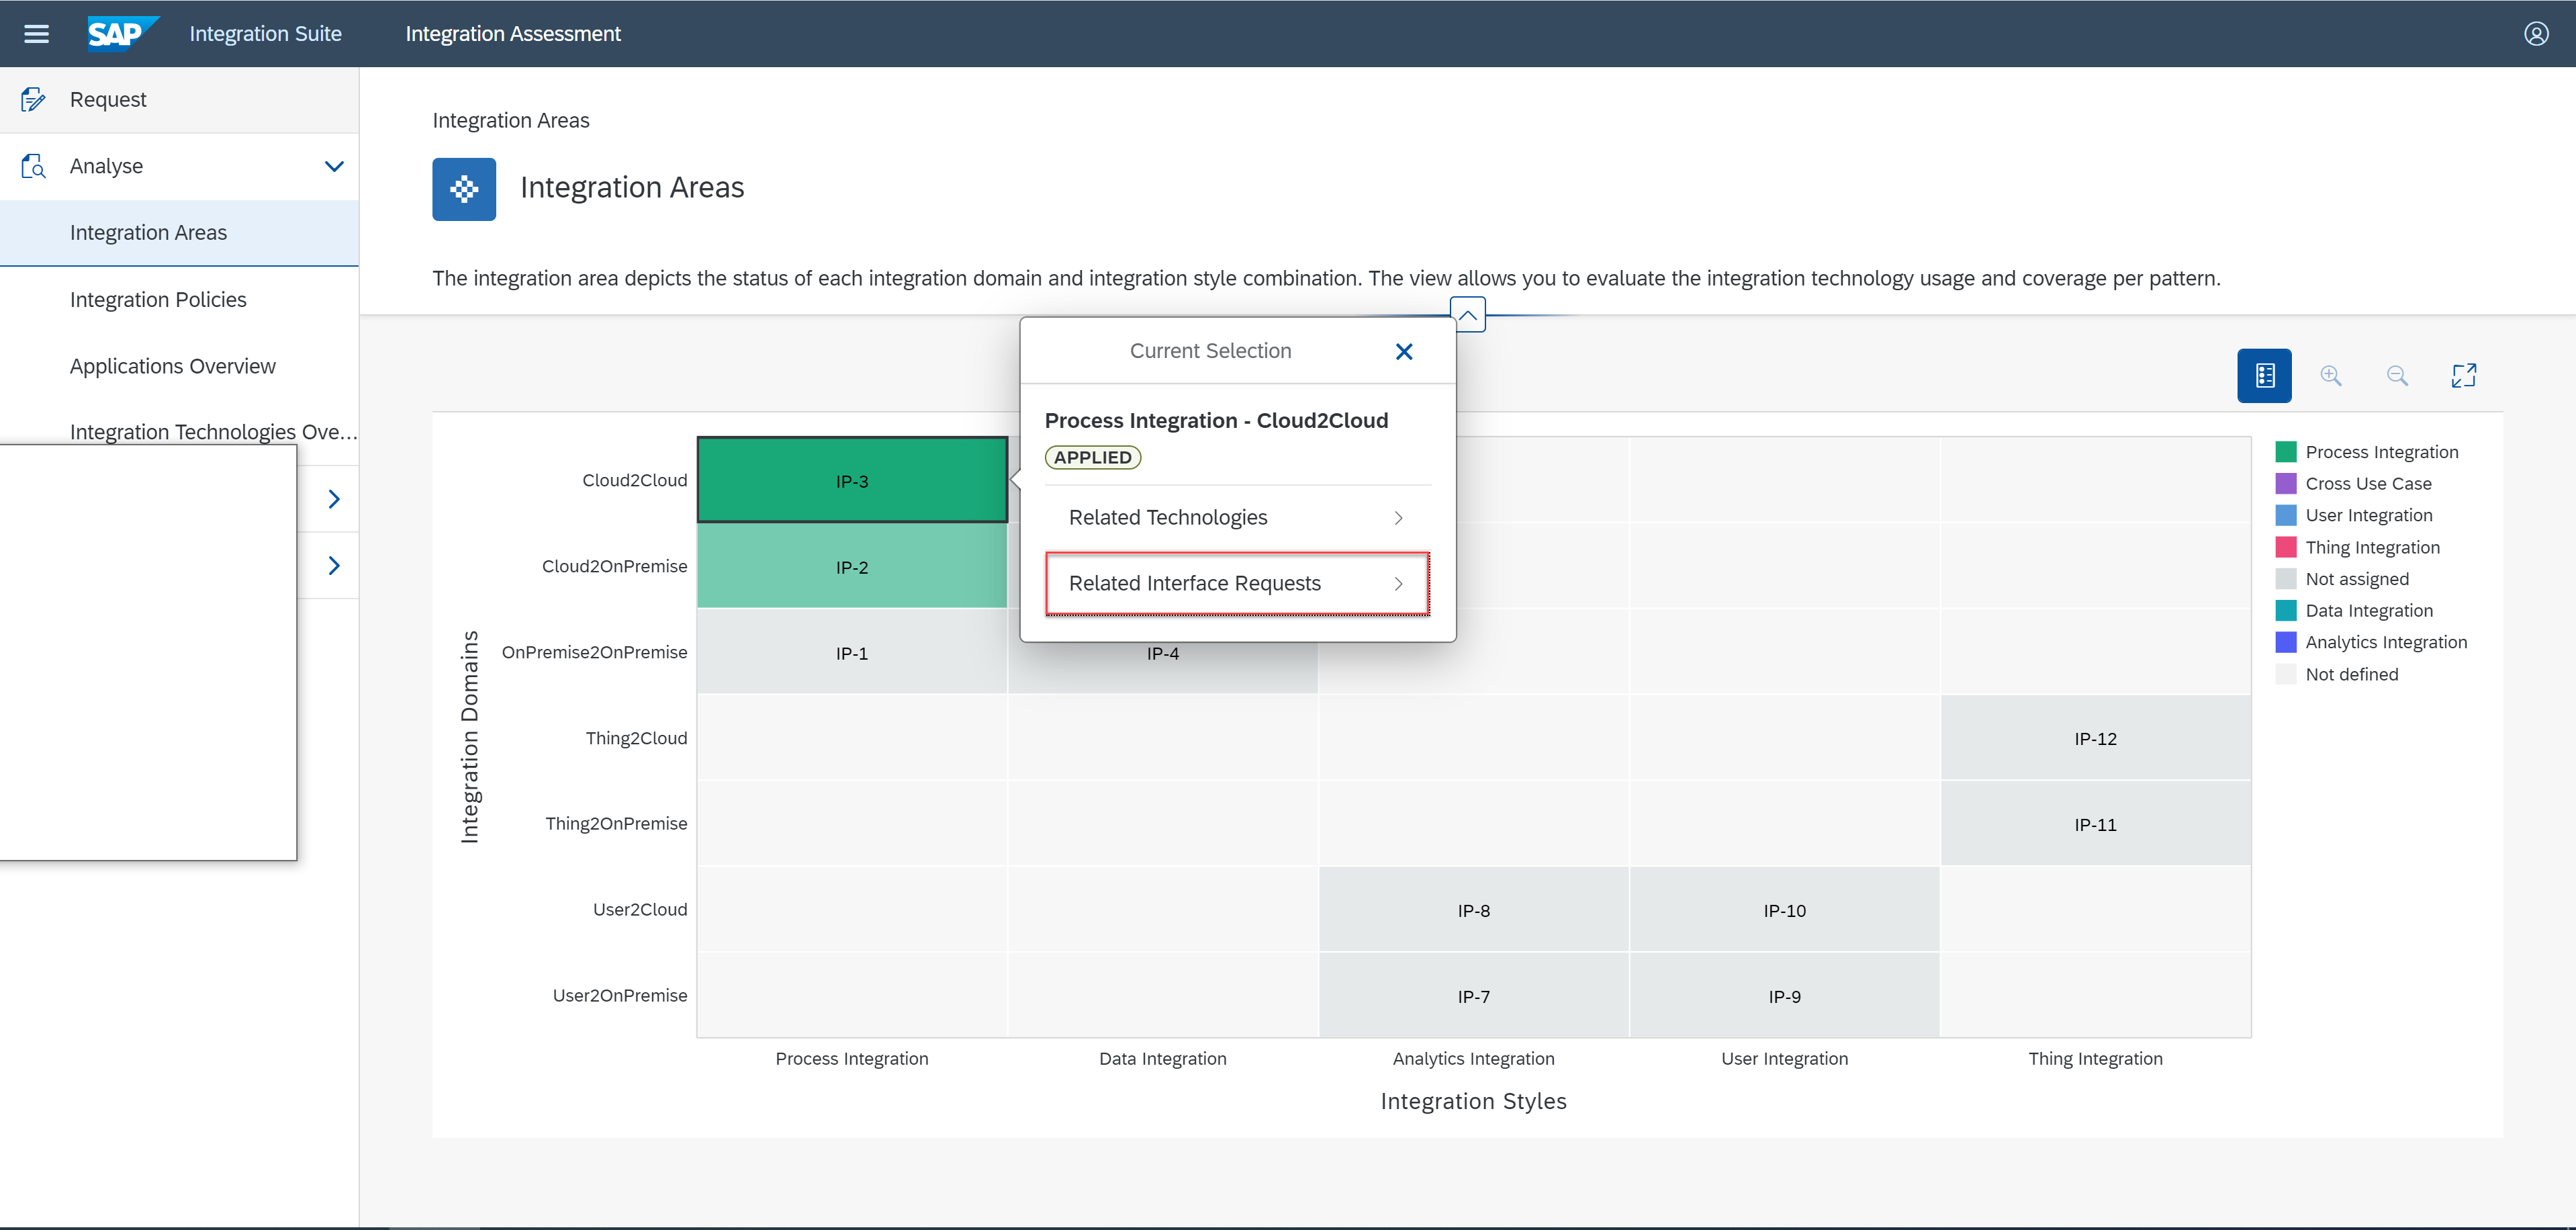 SAP Integration Suite Integration Assessment
Request
Analyse
Integration Areas
Integration Policies
Applications Overview
Integration Technologies Ove...
Integration Areas
Integration Areas
The integration area depicts the status of each integration domain and integration style combination. The view allows you to evaluate the integration technology usage and coverage per pattern.
Current Selection
Process Integration - Cloud2Cloud
APPLIED
Related Technologies
Related Interface Requests
Integration Domains
Cloud2Cloud IP-3
Cloud2OnPremise IP-2
OnPremise2OnPremise IP-1 IP-4
Thing2Cloud IP-12
Thing2OnPremise IP-11
User2Cloud IP-8 IP-10
User2OnPremise IP-7 IP-9
Process Integration Data Integration Analytics Integration User Integration Thing Integration
Integration Styles
Process Integration
Cross Use Case
User Integration
Thing Integration
Not assigned
Data Integration
Analytics Integration
Not defined